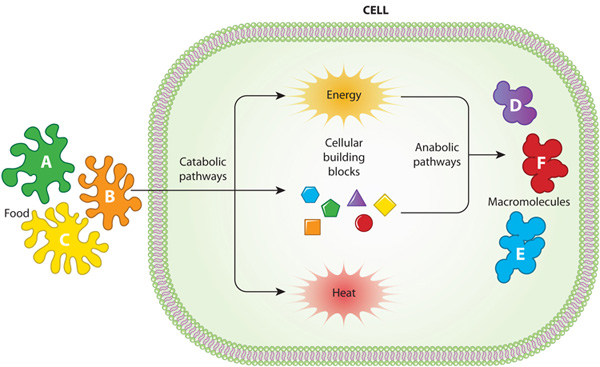 CELL
Energy
D
A
Cellular
building
blocks
Catabolic
pathways
Anabolic
pathways
F
B
Food
Macromolecules
C
E
Heat